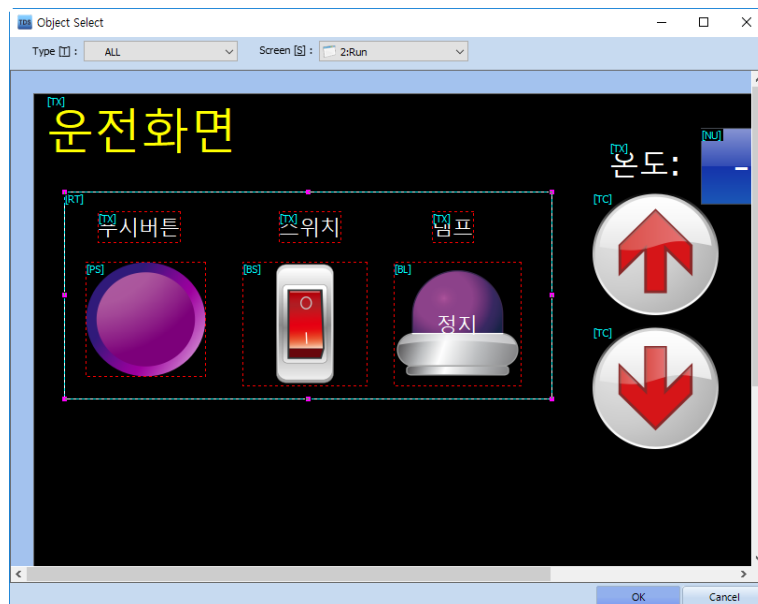 TDS Object Select
Type [T] : ALL Screen [S] : 2:Run
[TX]
운전화면
[TX] 온도: [NU] -
[RT] [TC]
[TX] 푸시버튼 [TX] 스위치 [TX] 램프
[PS] [BS] [BL]
정지
[TC]
OK Cancel